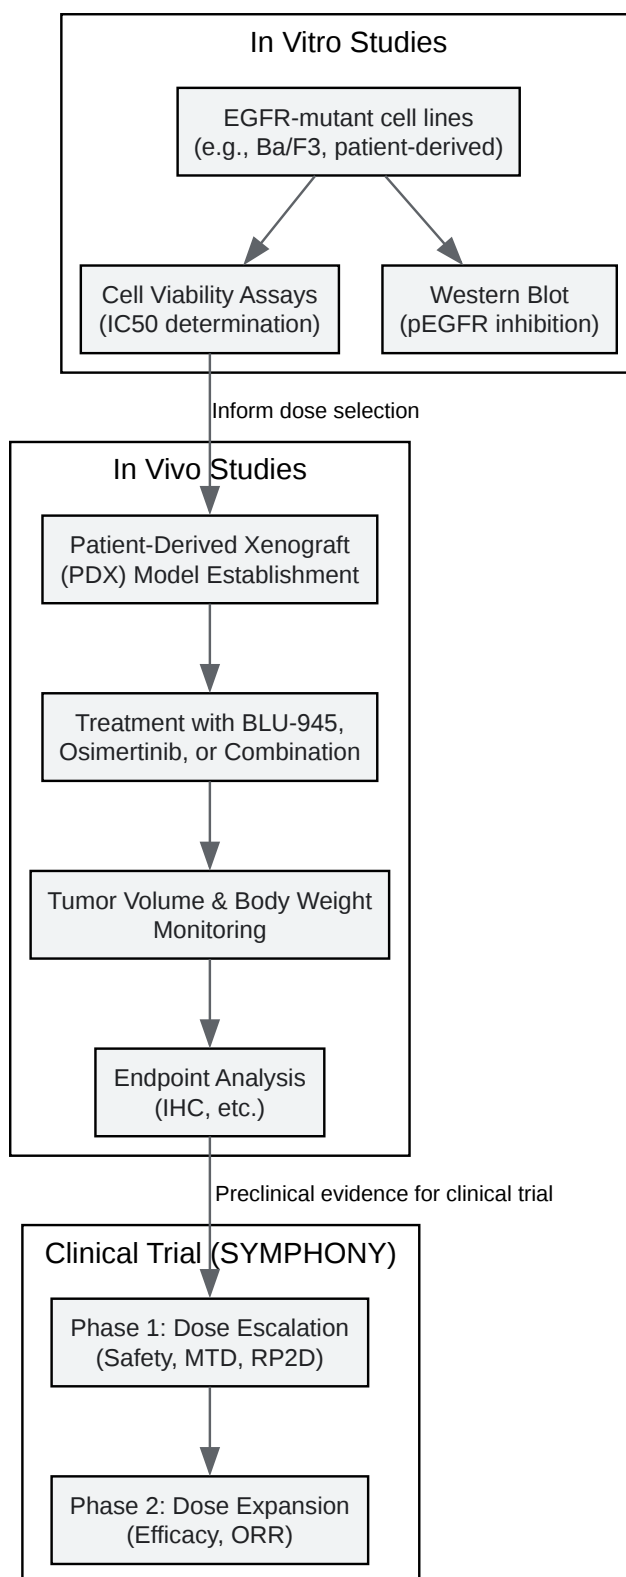 In Vitro Studies
EGFR-mutant cell lines
(e.g., Ba/F3, patient-derived)
Cell Viability Assays
(IC50 determination)
Western Blot
(pEGFR inhibition)
Inform dose selection
In Vivo Studies
Patient-Derived Xenograft
(PDX) Model Establishment
Treatment with BLU-945,
Osimertinib, or Combination
Tumor Volume & Body Weight
Monitoring
Endpoint Analysis
(IHC, etc.)
Preclinical evidence for clinical trial
Clinical Trial (SYMPHONY)
Phase 1: Dose Escalation
(Safety, MTD, RP2D)
Phase 2: Dose Expansion
(Efficacy, ORR)